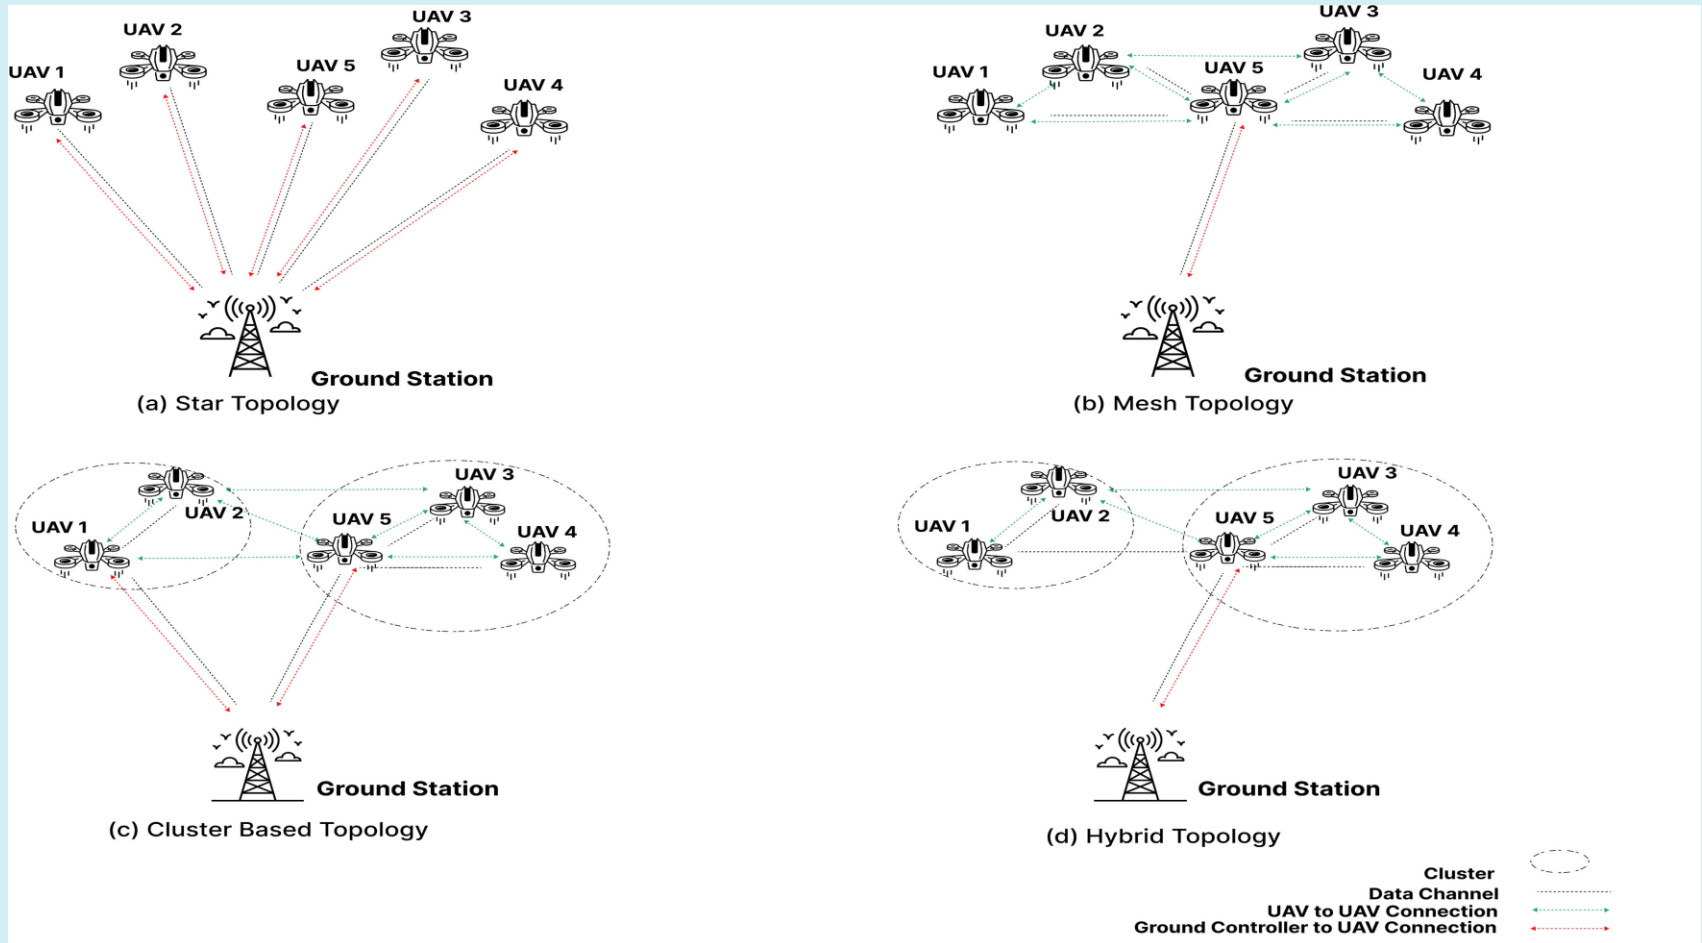 UAV 1
UAV 2
UAV 5
UAV 3
UAV 4
Ground Station
(a) Star Topology
UAV 1
UAV 2
UAV 5
UAV 3
UAV 4
Ground Station
(b) Mesh Topology
UAV 1
UAV 2
UAV 5
UAV 3
UAV 4
Ground Station
(c) Cluster Based Topology
UAV 1
UAV 2
UAV 5
UAV 3
UAV 4
Ground Station
(d) Hybrid Topology
Cluster
Data Channel
UAV to UAV Connection
Ground Controller to UAV Connection